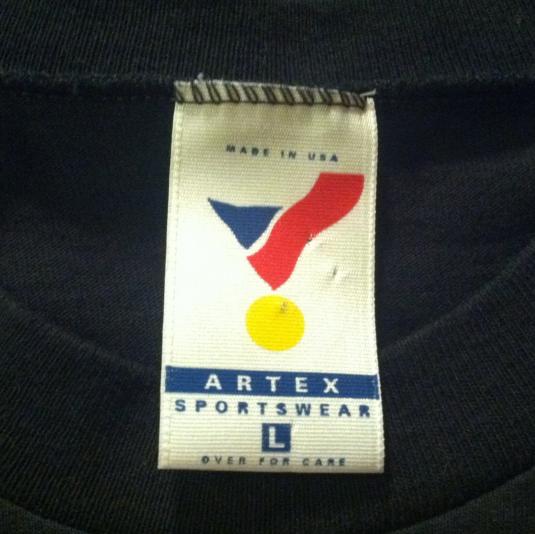 MADE IN USA
ARTEX
SPORTSWEAR
L
OVER FOR CARE